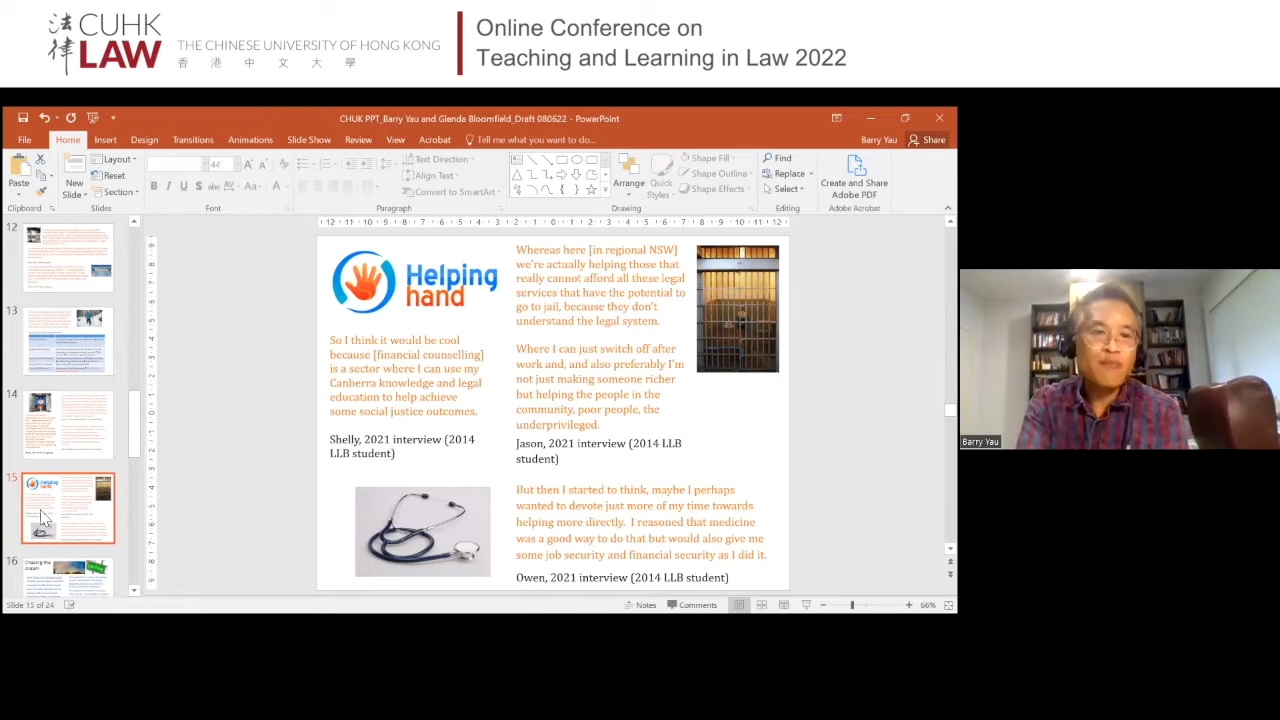 法律 CUHK LAW
THE CHINESE UNIVERSITY OF HONG KONG
香港中文大學
Online Conference on
Teaching and Learning in Law 2022
CHUK PPT_Barry Yau and Glenda Bloomfield_Draft 080622 - PowerPoint
File Home Insert Design Transitions Animations Slide Show Review View Acrobat Tell me what you want to do... Barry Yau Share
Paste
New Slide
Layout
Reset
Section
44
Text Direction
Align Text
Convert to SmartArt
Arrange
Quick Styles
Shape Fill
Shape Outline
Shape Effects
Find
Replace
Select
Create and Share Adobe PDF
Clipboard Slides Font Paragraph Drawing Editing Adobe Acrobat
12
13
14
15
16
Helping
hand
So I think it would be cool
because [financial counselling]
is a sector where I can use my
Canberra knowledge and legal
education to help achieve
some social justice outcomes.
Shelly, 2021 interview (2014
LLB student)
Whereas here [in regional NSW]
we're actually helping those that
really cannot afford all these legal
services that have the potential to
go to jail, because they don't
understand the legal system.
Where I can just switch off after
work and, and also preferably I'm
not just making someone richer
but helping the people in the
community, poor people, the
underprivileged.
Jason, 2021 interview (2014 LLB
student)
But then I started to think, maybe I perhaps
wanted to devote just more of my time towards
helping more directly. I reasoned that medicine
was a good way to do that but would also give me
some job security and financial security as I did it.
Owen, 2021 interview (2014 LLB student)
Slide 15 of 24
Notes Comments 66%
Barry Yau